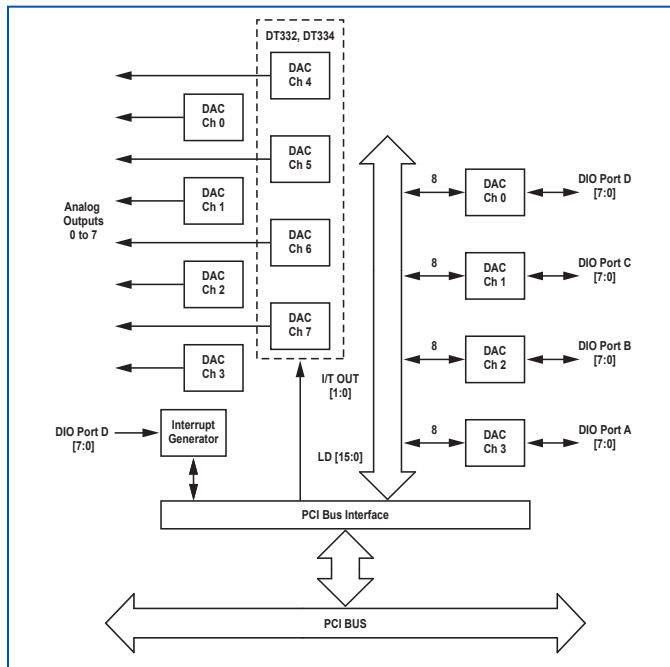 DT332, DT334
DAC
Ch 4
DAC
Ch 0
DAC
Ch 5
DAC
Ch 1
Analog
Outputs
0 to 7
DAC
Ch 6
DAC
Ch 2
DAC
Ch 7
DAC
Ch 3
8
DAC
Ch 0
DIO Port D
[7:0]
8
DAC
Ch 1
DIO Port C
[7:0]
8
DAC
Ch 2
DIO Port B
[7:0]
8
DAC
Ch 3
DIO Port A
[7:0]
I/T OUT
[1:0]
LD [15:0]
DIO Port D
[7:0]
Interrupt
Generator
PCI Bus Interface
PCI BUS